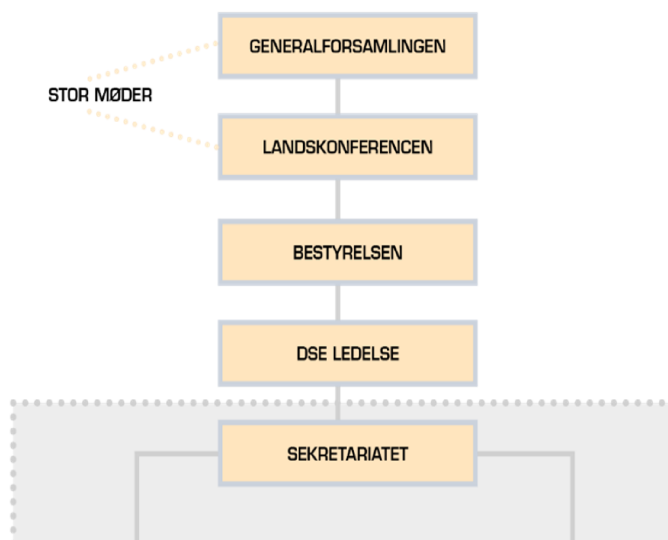 GENERALFORSAMLINGEN
STOR MØDER
LANDSKONFERENCEN
BESTYRELSEN
DSE LEDELSE
SEKRETARIATET